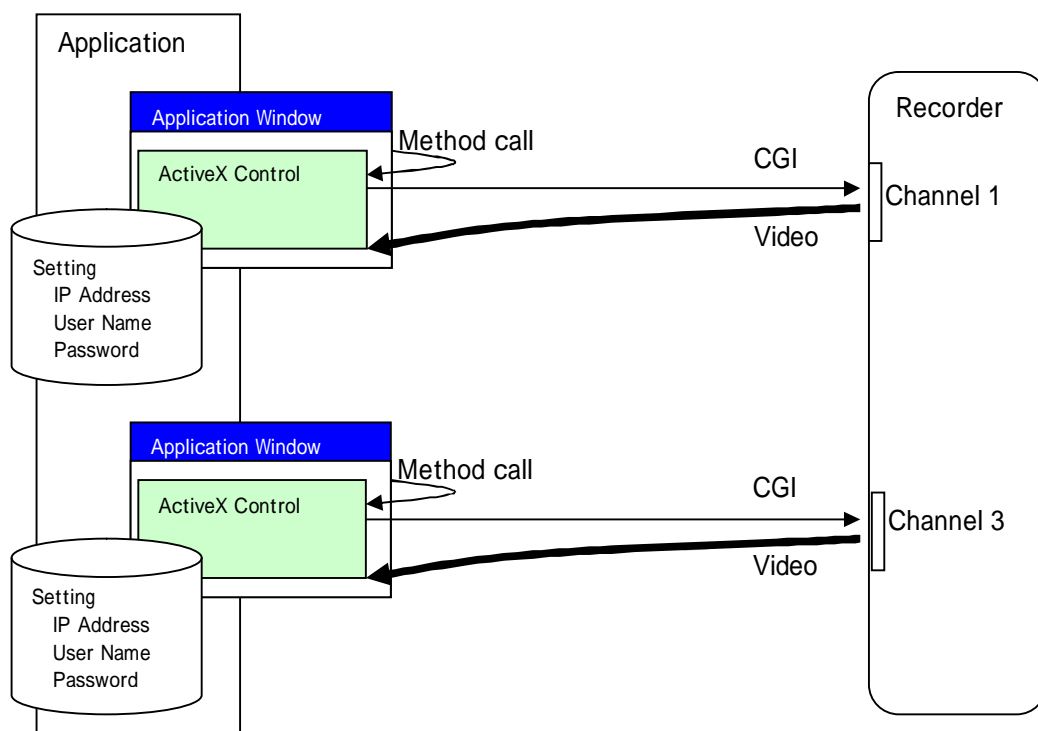 Application
Recorder
Application Window
Method call
ActiveX Control
CGI
Channel 1
Video
Setting
IP Address
User Name
Password
Application Window
Method call
ActiveX Control
CGI
Channel 3
Video
Setting
IP Address
User Name
Password